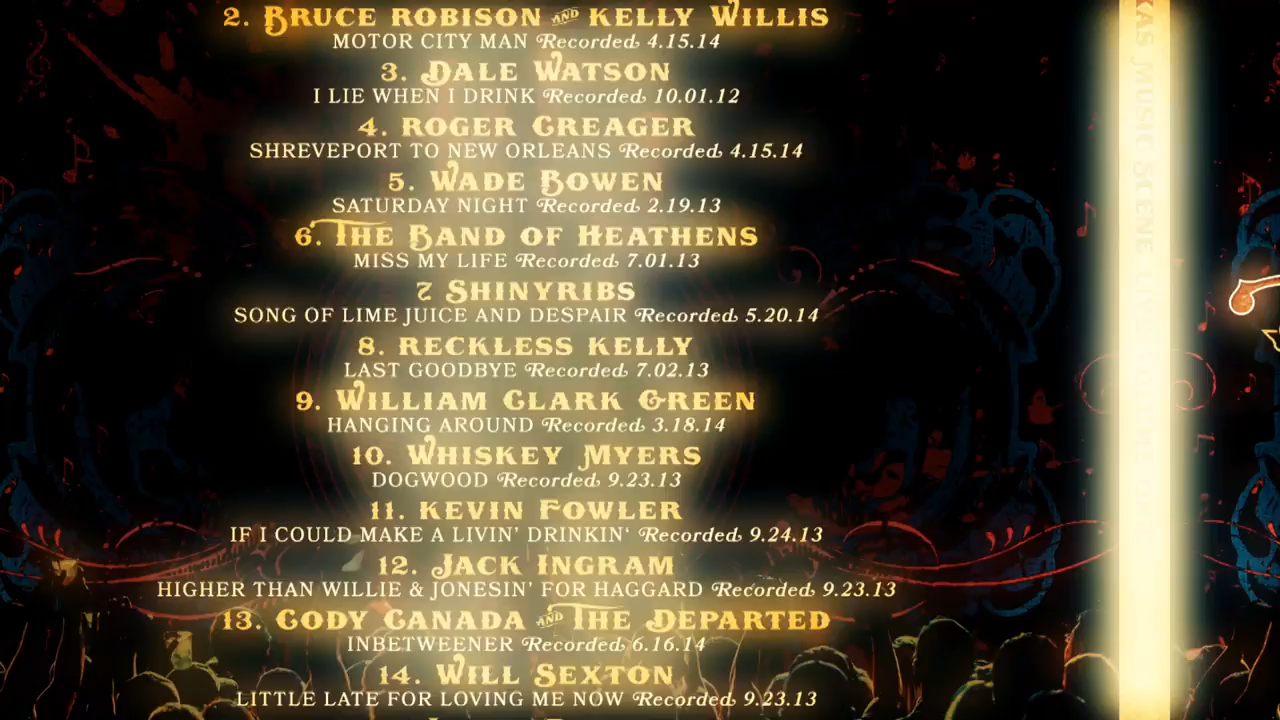 2. BRUCE ROBISON AND KELLY WILLIS
MOTOR CITY MAN Recorded 4.15.14
3. DALE WATSON
I LIE WHEN I DRINK Recorded 10.01.12
4. ROGER CREAGER
SHREVEPORT TO NEW ORLEANS Recorded 4.15.14
5. WADE BOWEN
SATURDAY NIGHT Recorded 2.19.13
6. THE BAND OF HEATHENS
MISS MY LIFE Recorded 7.01.13
7 SHINYRIBS
SONG OF LIME JUICE AND DESPAIR Recorded 5.20.14
8. RECKLESS KELLY
LAST GOODBYE Recorded 7.02.13
9. WILLIAM CLARK GREEN
HANGING AROUND Recorded 3.18.14
10. WHISKEY MYERS
DOGWOOD Recorded 9.23.13
11. KEVIN FOWLER
IF I COULD MAKE A LIVIN' DRINKIN‘ Recorded 9.24.13
12. JACK INGRAM
HIGHER THAN WILLIE & JONESIN' FOR HAGGARD Recorded 9.23.13
13. CODY CANADA AND THE DEPARTED
INBETWEENER Recorded 6.16.14
14. WILL SEXTON
LITTLE LATE FOR LOVING ME NOW Recorded 9.23.13
MUSIC SCENE